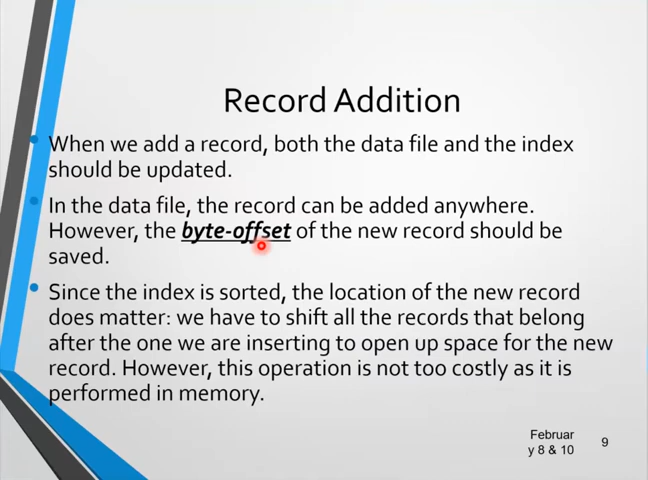 Record Addition
• When we add a record, both the data file and the index
should be updated.
• In the data file, the record can be added anywhere.
However, the byte-offset of the new record should be
saved.
• Since the index is sorted, the location of the new record
does matter: we have to shift all the records that belong
after the one we are inserting to open up space for the new
record. However, this operation is not too costly as it is
performed in memory.
Februar
y 8 & 10
9